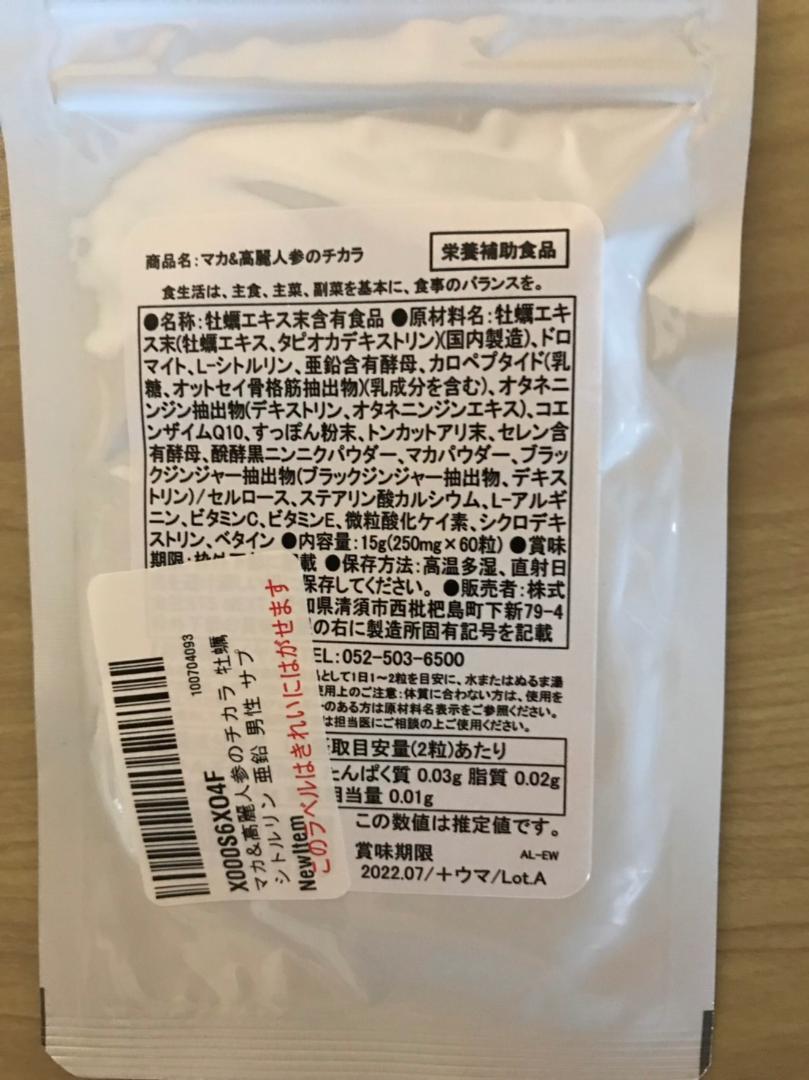 商品名:マカ&高麗人参のチカラ
栄養補助食品
食生活は、主食、主菜、副菜を基本に、食事のバランスを。
●名称:牡蠣エキス末含有食品 ●原材料名:牡蠣エキ
ス末(牡蠣エキス、タピオカデキストリン)(国内製造)、ドロ
マイト、L-シトルリン、亜鉛含有酵母、カロペプタイド(乳
糖、オットセイ骨格筋抽出物)(乳成分を含む)、オタネニ
ンジン抽出物(デキストリン、オタネニンジンエキス)、コエ
ンザイムQ10、すっぽん粉末、トンカットアリ末、セレン含
有酵母、醗酵黒ニンニクパウダー、マカパウダー、ブラッ
クジンジャー抽出物(ブラックジンジャー抽出物、デキス
トリン)/セルロース、ステアリン酸カルシウム、L-アルギ
ニン、ビタミンC、ビタミンE、微粒酸化ケイ素、シクロデキ
ストリン、ベタイン ●内容量:15g(250mg×60粒) ●賞味
期限:枠外 載 ●保存方法:高温多湿、直射日
保存してください。 ●販売者:株式
県清須市西枇杷島町下新79-4
の右に製造所固有記号を記載
EL:052-503-6500
として1日1~2粒を目安に、水またはぬるま湯
使用上のご注意:体質に合わない方は、使用を
のある方は原材料名表示をご参照ください。
は担当医にご相談の上ご使用ください。
取目安量(2粒)あたり
たんぱく質 0.03g 脂質 0.02g
相当量 0.01g
この数値は推定値です。
賞味期限
AL-EW
2022.07/+ウマ/Lot.A
100704093
X000S6XO4F
マカ&高麗人参のチカラ 牡蠣
シトルリン 亜鉛 男性 サプ
NewItem
このラベルはきれいにはがせます